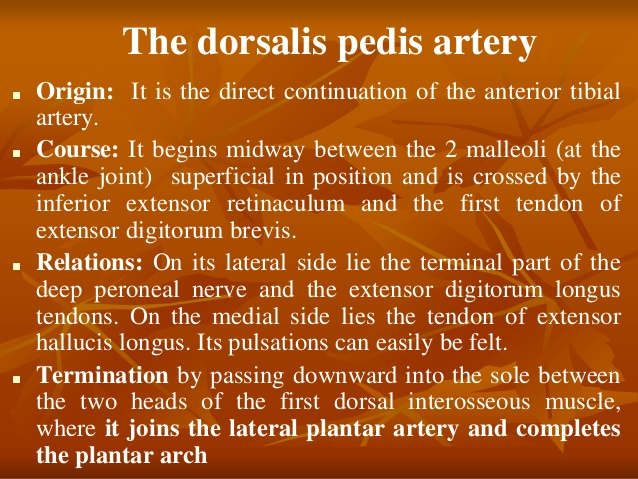 The dorsalis pedis artery
Origin: It is the direct continuation of the anterior tibial
artery.
Course: It begins midway between the 2 malleoli (at the
ankle joint) superficial in position and is crossed by the
inferior extensor retinaculum and the first tendon of
extensor digitorum brevis.
Relations: On its lateral side lie the terminal part of the
deep peroneal nerve and the extensor digitorum longus
tendons. On the medial side lies the tendon of extensor
hallucis longus. Its pulsations can easily be felt.
Termination by passing downward into the sole between
the two heads of the first dorsal interosseous muscle,
where it joins the lateral plantar artery and completes
the plantar arch